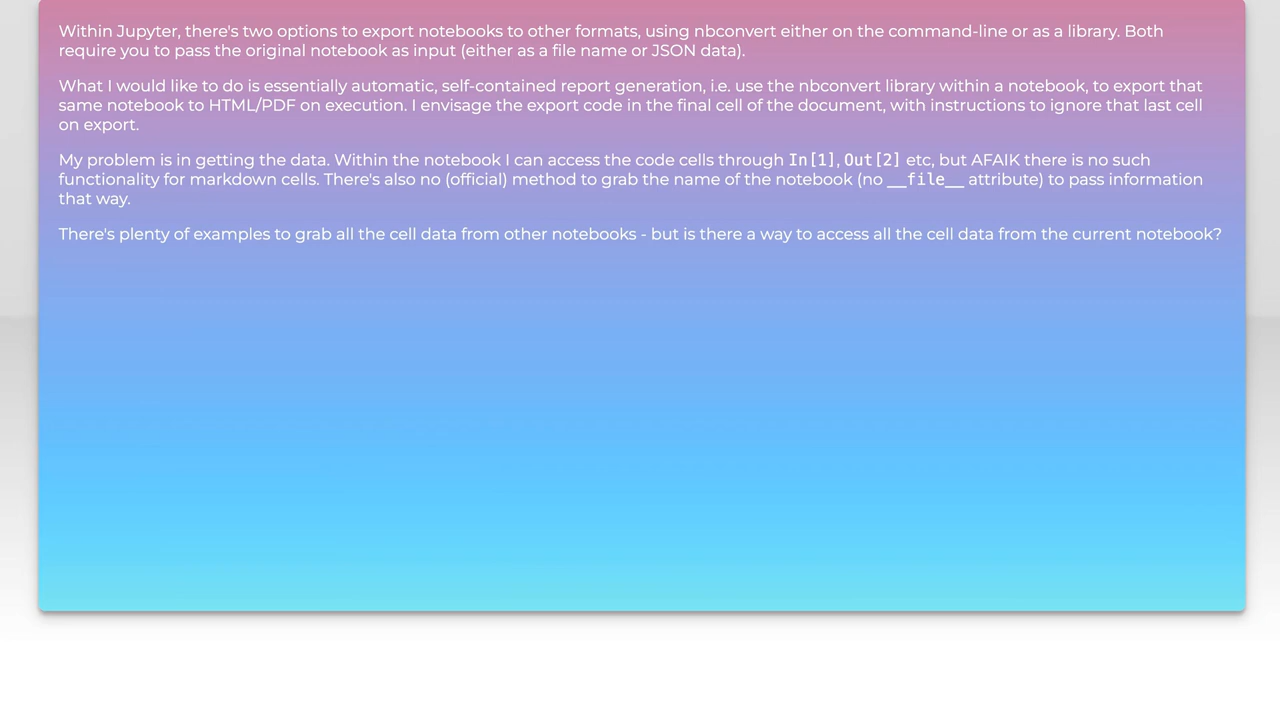 Within Jupyter, there's two options to export notebooks to other formats, using nbconvert either on the command-line or as a library. Both
require you to pass the original notebook as input (either as a file name or JSON data).
What I would like to do is essentially automatic, self-contained report generation, i.e. use the nbconvert library within a notebook, to export that
same notebook to HTML/PDF on execution. I envisage the export code in the final cell of the document, with instructions to ignore that last cell
on export.
My problem is in getting the data. Within the notebook I can access the code cells through In[1], Out[2] etc, but AFAIK there is no such
functionality for markdown cells. There's also no (official) method to grab the name of the notebook (no __file__ attribute) to pass information
that way.
There's plenty of examples to grab all the cell data from other notebooks - but is there a way to access all the cell data from the current notebook?